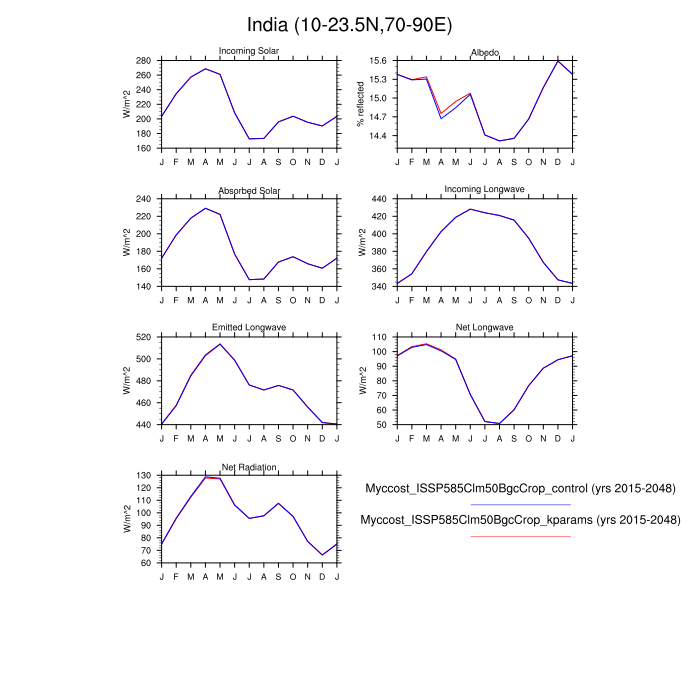 India (10-23.5N,70-90E)
Incoming Solar
W/m^2
280
260
240
220
200
180
160
J F M A M J J A S O N D J
Albedo
% reflected
15.6
15.3
15.0
14.7
14.4
J F M A M J J A S O N D J
Absorbed Solar
W/m^2
240
220
200
180
160
140
J F M A M J J A S O N D J
Incoming Longwave
W/m^2
440
420
400
380
360
340
J F M A M J J A S O N D J
Emitted Longwave
W/m^2
520
500
480
460
440
J F M A M J J A S O N D J
Net Longwave
W/m^2
110
100
90
80
70
60
50
J F M A M J J A S O N D J
Net Radiation
W/m^2
130
120
110
100
90
80
70
60
J F M A M J J A S O N D J
Myccost_ISSP585Clm50BgcCrop_control (yrs 2015-2048)
Myccost_ISSP585Clm50BgcCrop_kparams (yrs 2015-2048)